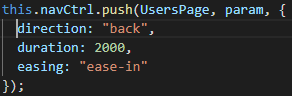 this.navCtrl.push(UsersPage, param, {
  direction: "back",
  duration: 2000,
  easing: "ease-in"
});